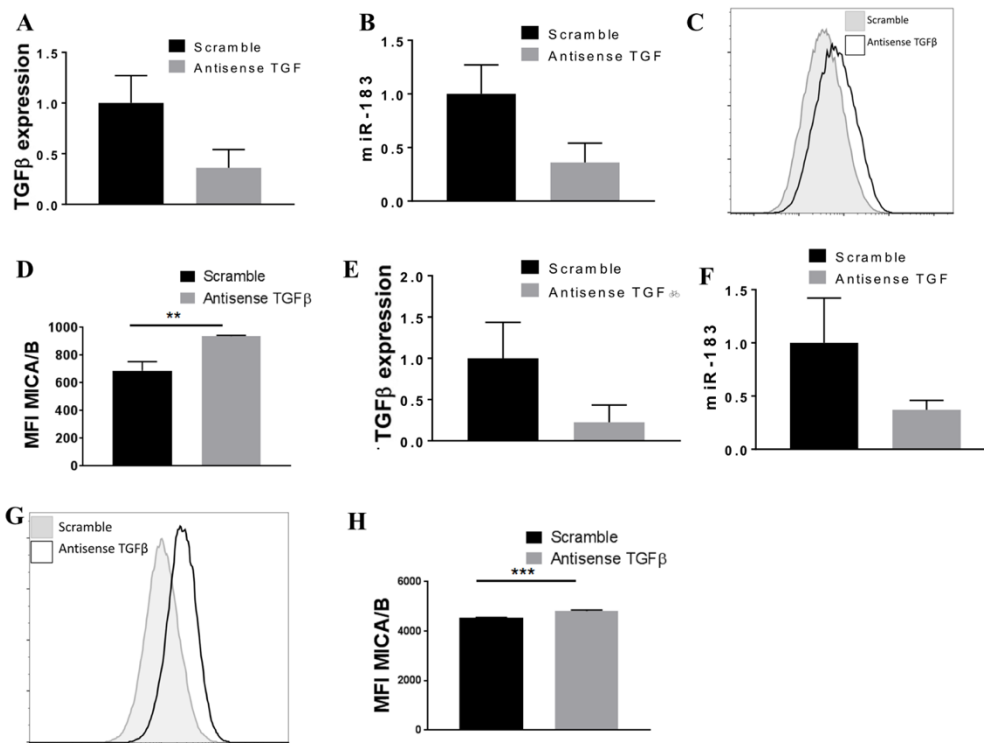 A
Scramble
Antisense TGF
TGFβ expression
1.5
1.0
0.5
0.0
B
Scramble
Antisense TGF
miR-183
1.5
1.0
0.5
0.0
C
Scramble
Antisense TGFβ
D
Scramble
Antisense TGFβ
MFI MICA/B
1000
800
600
400
200
0
**
E
Scramble
Antisense TGF
TGFβ expression
2.0
1.5
1.0
0.5
0.0
F
Scramble
Antisense TGF
miR-183
1.5
1.0
0.5
0.0
G
Scramble
Antisense TGFβ
H
Scramble
Antisense TGFβ
MFI MICA/B
6000
4000
2000
0
***